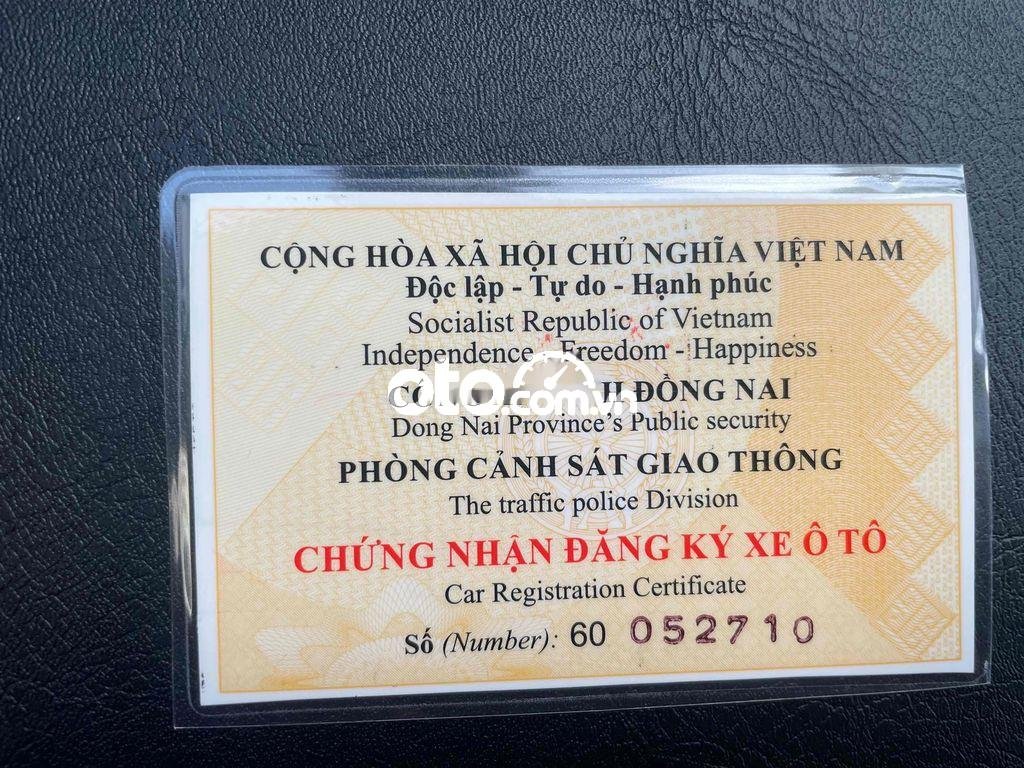 CỘNG HÒA XÃ HỘI CHỦ NGHĨA VIỆT NAM
Độc lập - Tự do - Hạnh phúc
Socialist Republic of Vietnam
Independence - Freedom - Happiness
ĐỒNG NAI
oto.com.vn
Dong Nai Province's Public security
PHÒNG CẢNH SÁT GIAO THÔNG
The traffic police Division
CHỨNG NHẬN ĐĂNG KÝ XE Ô TÔ
Car Registration Certificate
Số (Number): 60 052710